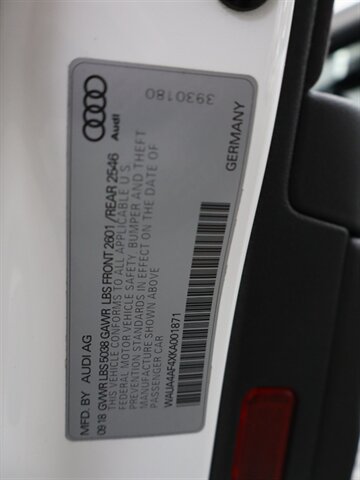 3930180
Audi
GERMANY
MFD. BY AUDI AG
09 18 GVWR LBS 5038 GAWR LBS FRONT 2601 /REAR 2546
THIS VEHICLE CONFORMS TO ALL APPLICABLE U'S
FEDERAL MOTOR VEHICLE SAFETY, BUMPER AND THEFT
PREVENTION STANDARDS IN EFFECT ON THE DATE OF
MANUFACTURE SHOWN ABOVE
PASSENGER CAR
WAUA4AF4XKA001871